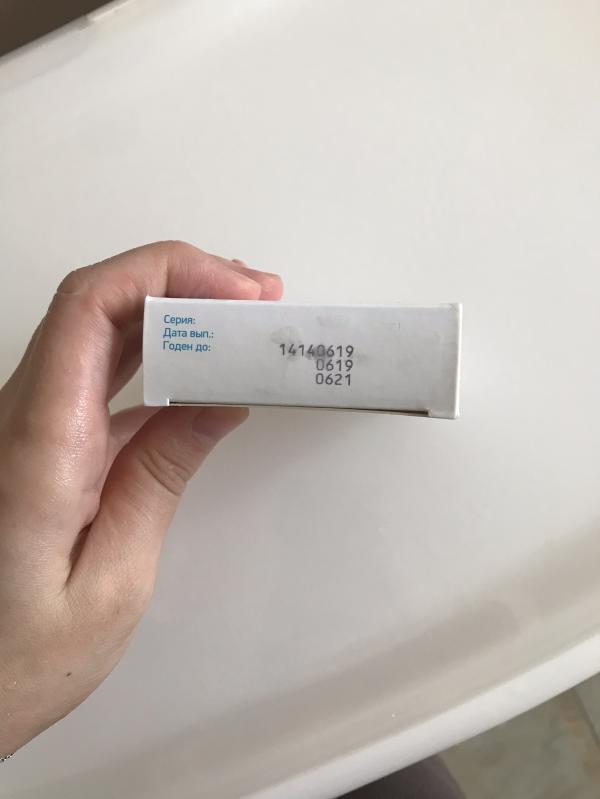 Серия:
Дата вып.:
Годен до:
14140619
0619
0621